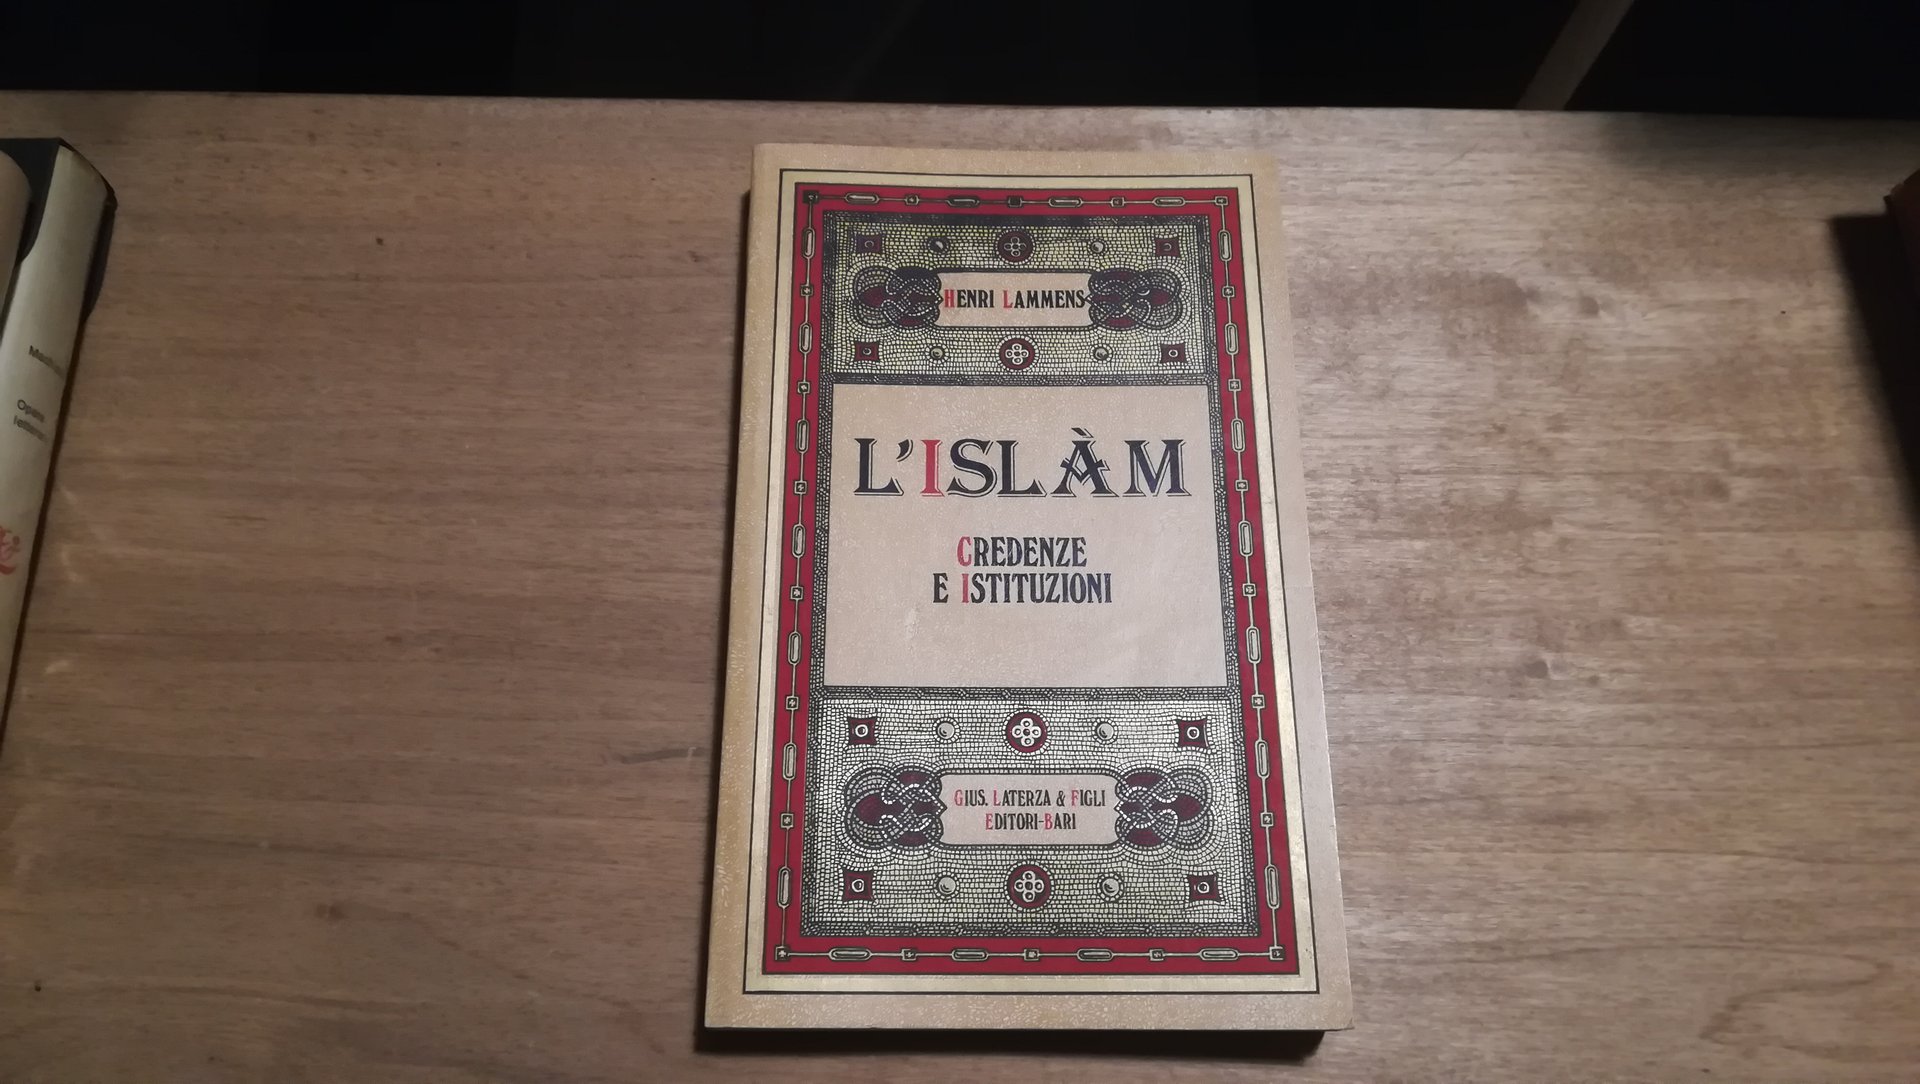 HENRI LAMMENS
L'ISLÀM
CREDENZE
E ISTITUZIONI
GIUS. LATERZA & FIGLI
EDITORI-BARI